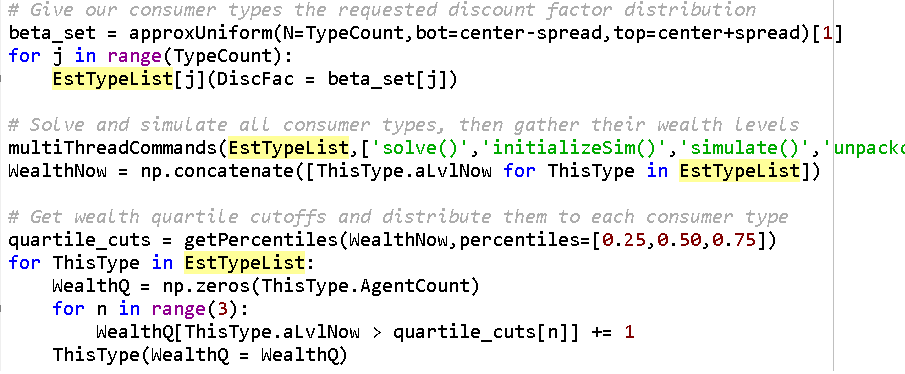 # Give our consumer types the requested discount factor distribution
beta_set = approxUniform(N=TypeCount,bot=center-spread,top=center+spread)[1]
for j in range(TypeCount):
    EstTypeList[j](DiscFac = beta_set[j])

# Solve and simulate all consumer types, then gather their wealth levels
multiThreadCommands(EstTypeList,['solve()','initializeSim()','simulate()','unpackc
WealthNow = np.concatenate([ThisType.aLvlNow for ThisType in EstTypeList])

# Get wealth quartile cutoffs and distribute them to each consumer type
quartile_cuts = getPercentiles(WealthNow,percentiles=[0.25,0.50,0.75])
for ThisType in EstTypeList:
    WealthQ = np.zeros(ThisType.AgentCount)
    for n in range(3):
        WealthQ[ThisType.aLvlNow > quartile_cuts[n]] += 1
    ThisType(WealthQ = WealthQ)